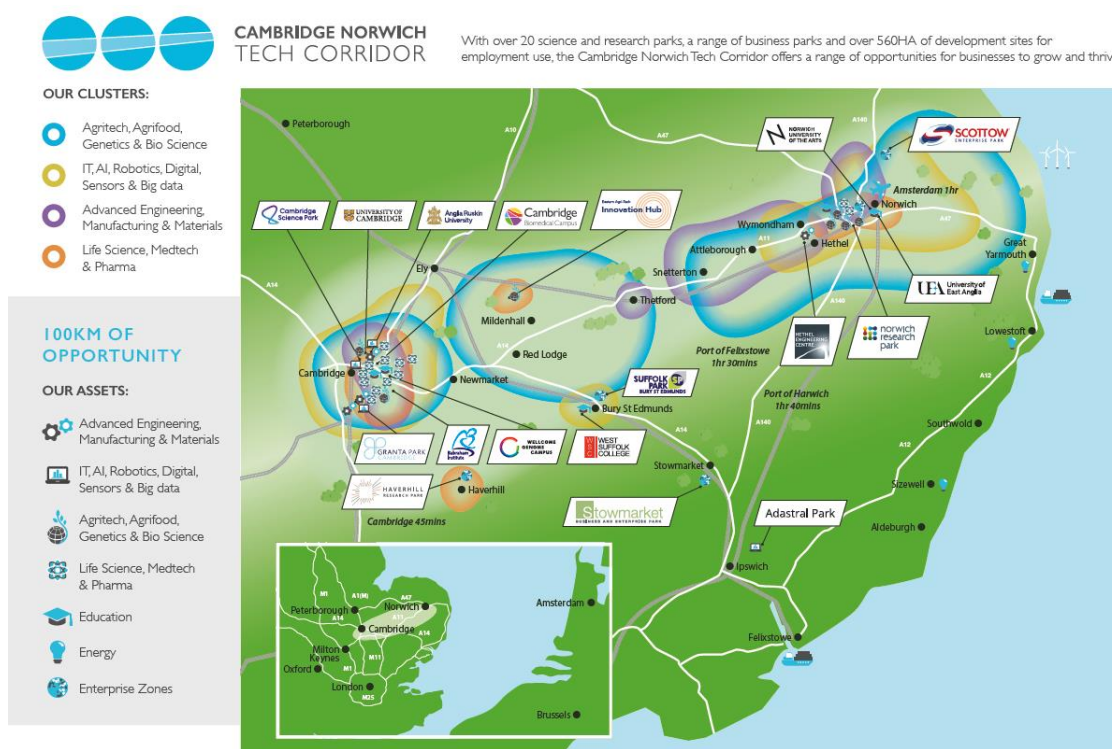 CAMBRIDGE NORWICH
TECH CORRIDOR
With over 20 science and research parks, a range of business parks and over 560HA of development sites for
employment use, the Cambridge Norwich Tech Corridor offers a range of opportunities for businesses to grow and thriv
OUR CLUSTERS:
Agritech, Agrifood,
Genetics & Bio Science
IT, AI, Robotics, Digital,
Sensors & Big data
Advanced Engineering,
Manufacturing & Materials
Life Science, Medtech
& Pharma
100KM OF
OPPORTUNITY
OUR ASSETS:
Advanced Engineering,
Manufacturing & Materials
IT, AI, Robotics, Digital,
Sensors & Big data
Agritech, Agrifood,
Genetics & Bio Science
Life Science, Medtech
& Pharma
Education
Energy
Enterprise Zones
Peterborough
A10
A47
A140
NORWICH
UNIVERSITY
OF THE ARTS
SCOTTOW
ENTERPRISE PARK
Cambridge
Science Park
UNIVERSITY OF
CAMBRIDGE
Anglia Ruskin
University
Cambridge
Biomedical Campus
Eastern Agri-Tech
Innovation Hub
Amsterdam 1hr
Norwich
A47
Wymondham
Hethel
Attleborough
A11
Great
Yarmouth
Ely
Snetterton
A14
Thetford
UEA University of
East Anglia
Mildenhall
A140
HETHEL
ENGINEERING
CENTRE
norwich
research
park
Lowestoft
A14
Red Lodge
Port of Felixstowe
1hr 30mins
Cambridge
Newmarket
SUFFOLK
PARK
BURY ST EDMUNDS
A12
Port of Harwich
1hr 40mins
Bury St Edmunds
A140
Southwold
A14
A12
GRANTA PARK
CAMBRIDGE
Babraham
Institute
WELLCOME
GENOME
CAMPUS
WSC
WEST
SUFFOLK
COLLEGE
Stowmarket
Sizewell
HAVERHILL
RESEARCH PARK
Haverhill
Cambridge 45mins
Stowmarket
BUSINESS AND ENTERPRISE PARK
Adastral Park
Aldeburgh
Ipswich
Felixstowe
M1
A1(M)
A47
Norwich
Peterborough
A14
A11
Cambridge
A14
Milton
Keynes
M11
Oxford
M1
London
M25
Amsterdam
Brussels